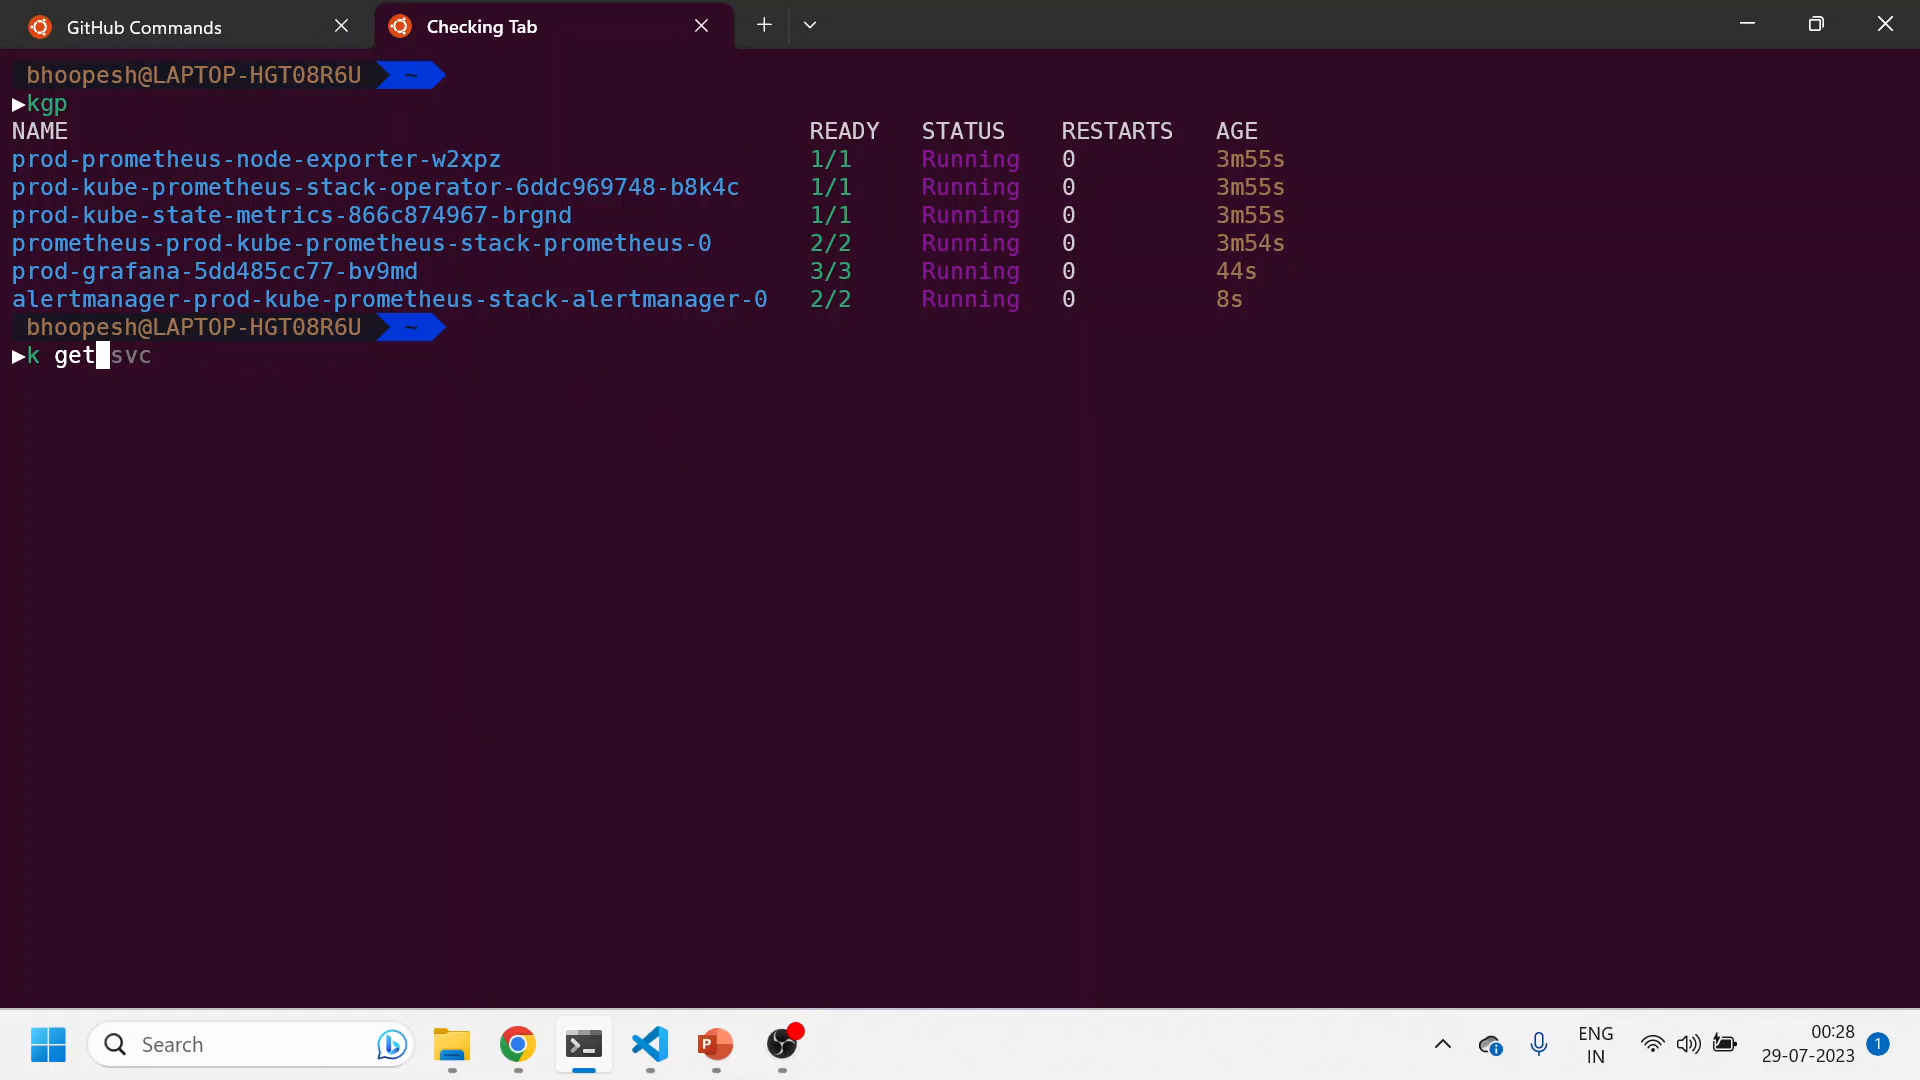 GitHub Commands
Checking Tab
bhoopesh@LAPTOP-HGT08R6U ~
▶kgp
NAME READY STATUS RESTARTS AGE
prod-prometheus-node-exporter-w2xpz 1/1 Running 0 3m55s
prod-kube-prometheus-stack-operator-6ddc969748-b8k4c 1/1 Running 0 3m55s
prod-kube-state-metrics-866c874967-brgnd 1/1 Running 0 3m55s
prometheus-prod-kube-prometheus-stack-prometheus-0 2/2 Running 0 3m54s
prod-grafana-5dd485cc77-bv9md 3/3 Running 0 44s
alertmanager-prod-kube-prometheus-stack-alertmanager-0 2/2 Running 0 8s
bhoopesh@LAPTOP-HGT08R6U ~
▶k get svc
Search
P
ENG
IN
00:28
29-07-2023
1